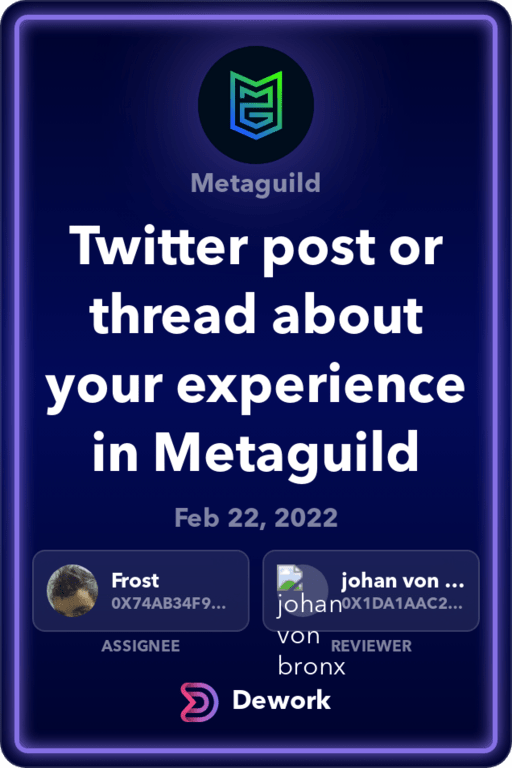 Metaguild
Twitter post or
thread about
your experience
in Metaguild
Feb 22, 2022
Frost
0X74AB34F9...
ASSIGNEE
johan von ...
0X1DA1AAC2...
johan
von
bronx
REVIEWER
Dework